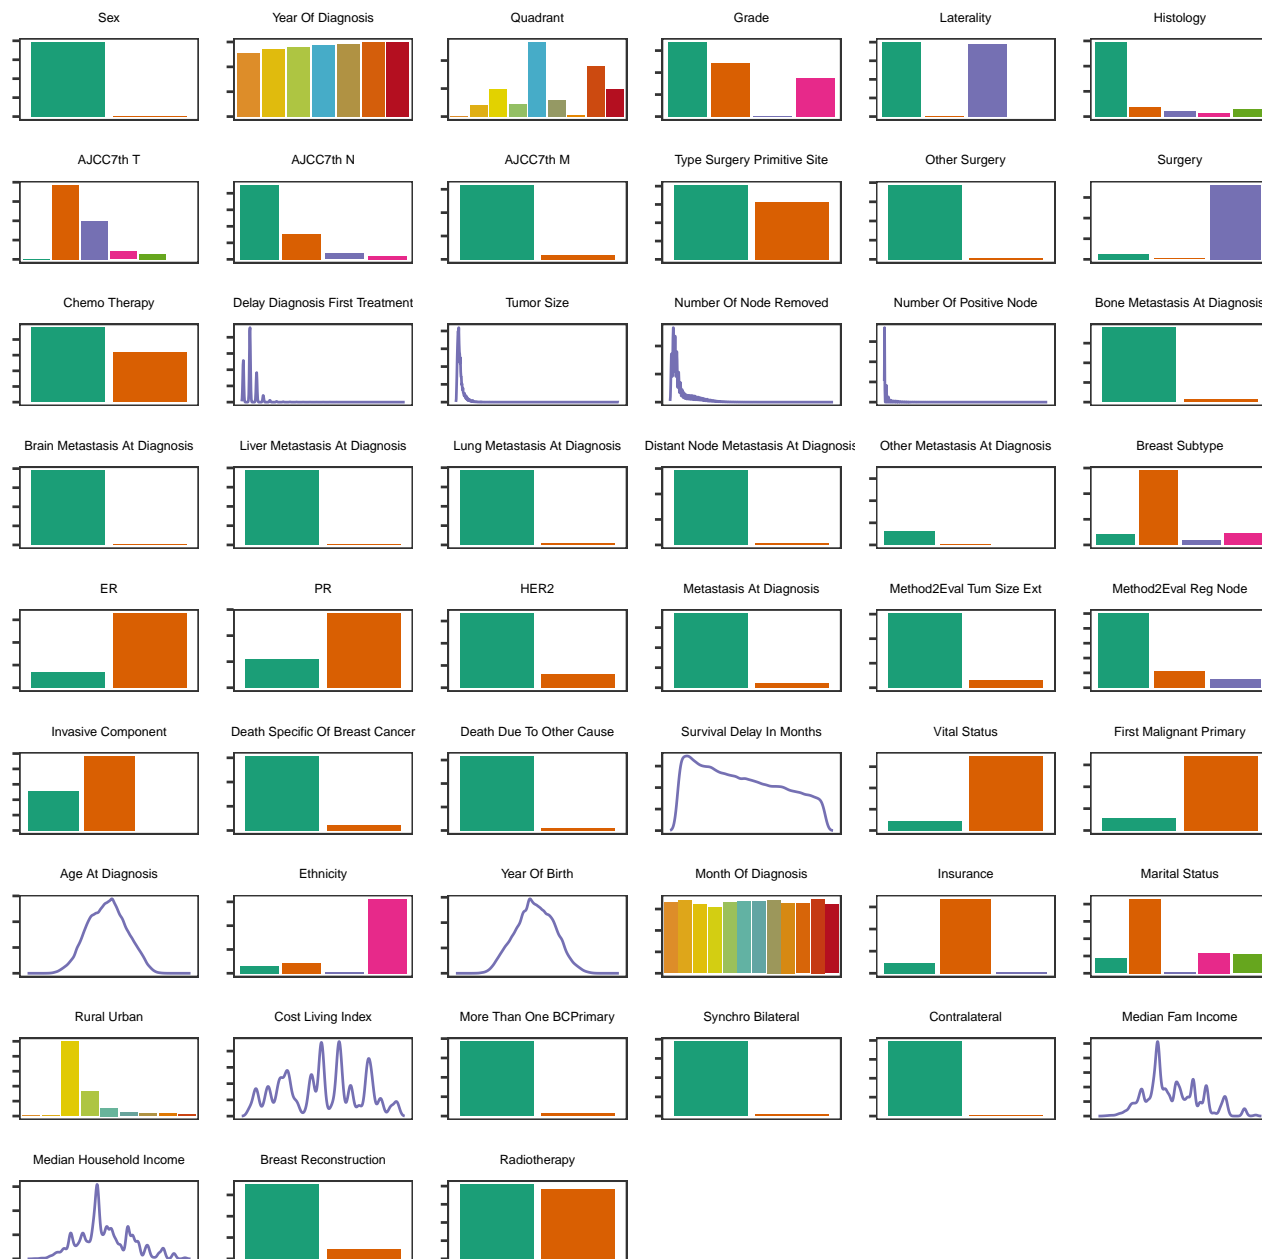 Sex
Year Of Diagnosis
Quadrant
Grade
Laterality
Histology
AJCC7th T
AJCC7th N
AJCC7th M
Type Surgery Primitive Site
Other Surgery
Surgery
Chemo Therapy
Delay Diagnosis First Treatment
Tumor Size
Number Of Node Removed
Number Of Positive Node
Bone Metastasis At Diagnosis
Brain Metastasis At Diagnosis
Liver Metastasis At Diagnosis
Lung Metastasis At Diagnosis
Distant Node Metastasis At Diagnosis
Other Metastasis At Diagnosis
Breast Subtype
ER
PR
HER2
Metastasis At Diagnosis
Method2Eval Tum Size Ext
Method2Eval Reg Node
Invasive Component
Death Specific Of Breast Cancer
Death Due To Other Cause
Survival Delay In Months
Vital Status
First Malignant Primary
Age At Diagnosis
Ethnicity
Year Of Birth
Month Of Diagnosis
Insurance
Marital Status
Rural Urban
Cost Living Index
More Than One BCPrimary
Synchro Bilateral
Contralateral
Median Fam Income
Median Household Income
Breast Reconstruction
Radiotherapy